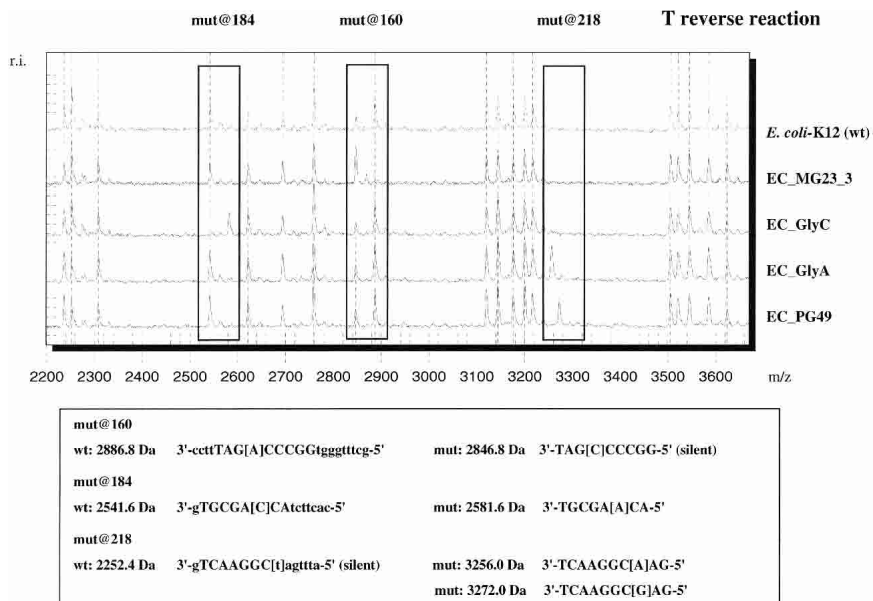 mut@184 mut@160 mut@218 T reverse reaction
r.i.
E. coli-K12 (wt)
EC_MG23_3
EC_GlyC
EC_GlyA
EC_PG49
2200 2300 2400 2500 2600 2700 2800 2900 3000 3100 3200 3300 3400 3500 3600 m/z
mut@160
wt: 2886.8 Da 3'-ccttTAG[A]CCCGGtgggtttcg-5' mut: 2846.8 Da 3'-TAG[C]CCCGG-5' (silent)
mut@184
wt: 2541.6 Da 3'-gTGCGA[C]CAtcttcac-5' mut: 2581.6 Da 3'-TGCGA[A]CA-5'
mut@218
wt: 2252.4 Da 3'-gTCAAGGC[t]agttta-5' (silent) mut: 3256.0 Da 3'-TCAAGGC[A]AG-5'
mut: 3272.0 Da 3'-TCAAGGC[G]AG-5'